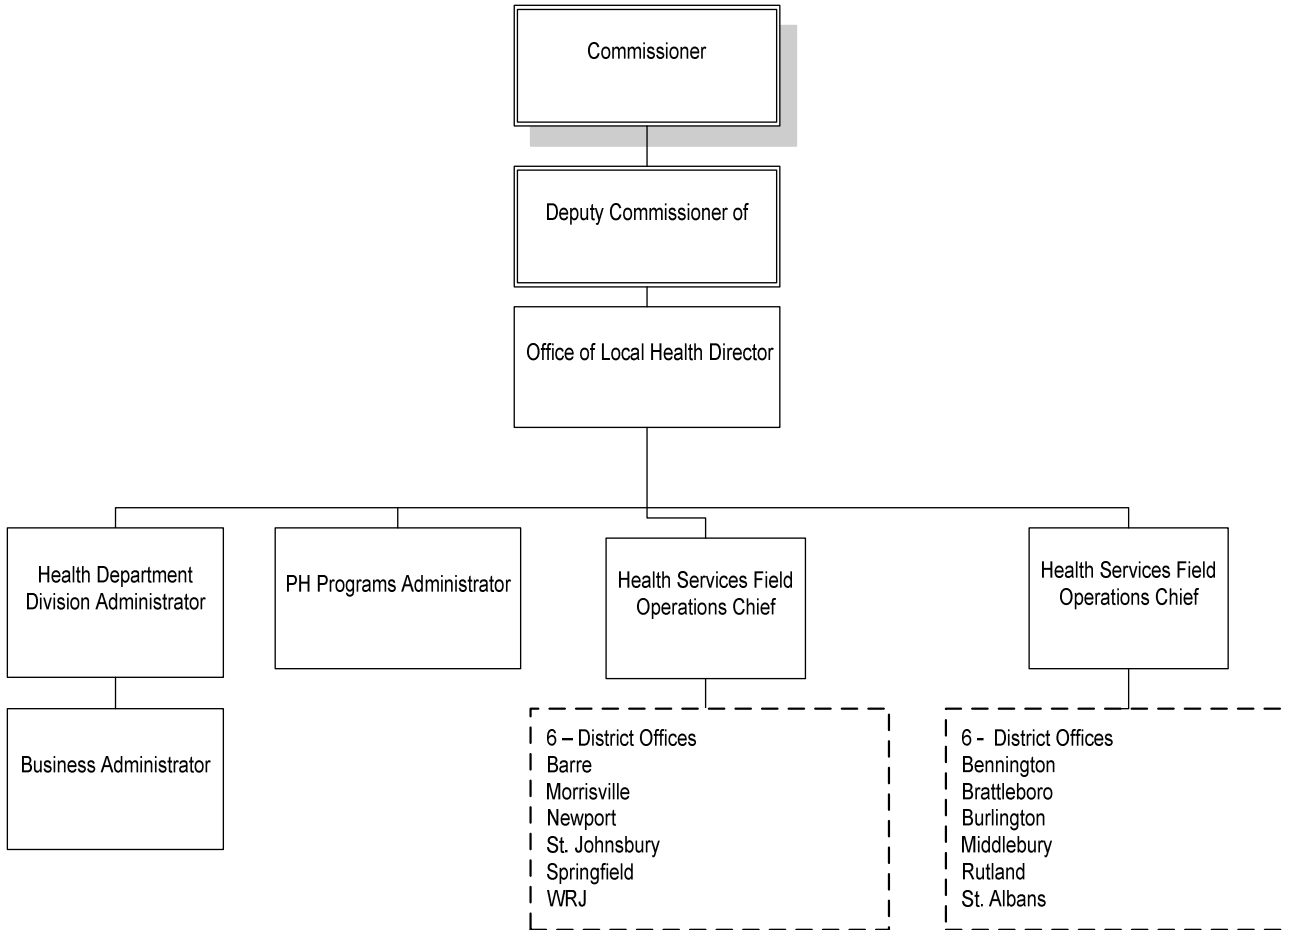 Commissioner
Deputy Commissioner of
Office of Local Health Director
Health Department
Division Administrator
PH Programs Administrator
Health Services Field
Operations Chief
Health Services Field
Operations Chief
Business Administrator
6 – District Offices
Barre
Morrisville
Newport
St. Johnsbury
Springfield
WRJ
6 - District Offices
Bennington
Brattleboro
Burlington
Middlebury
Rutland
St. Albans